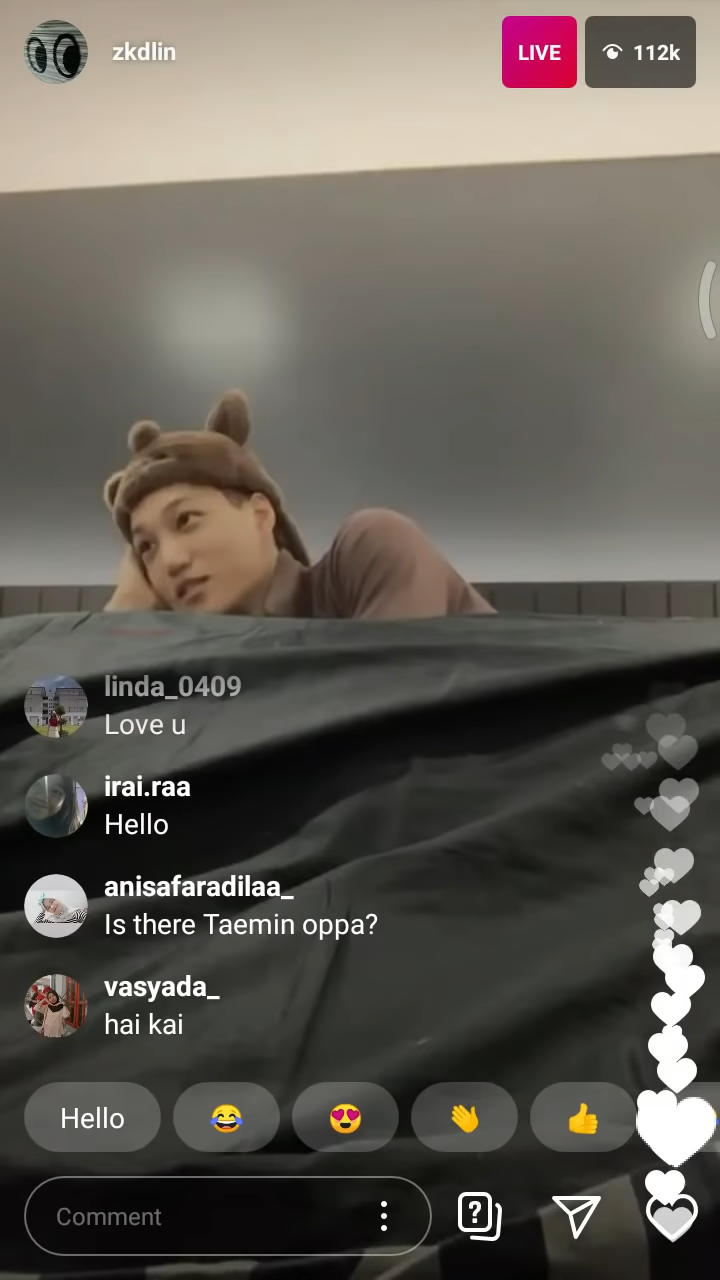 zkdlin
LIVE
112k
linda_0409
Love u
irai.raa
Hello
anisafaradilaa_
Is there Taemin oppa?
vasyada_
hai kai
Hello
Comment